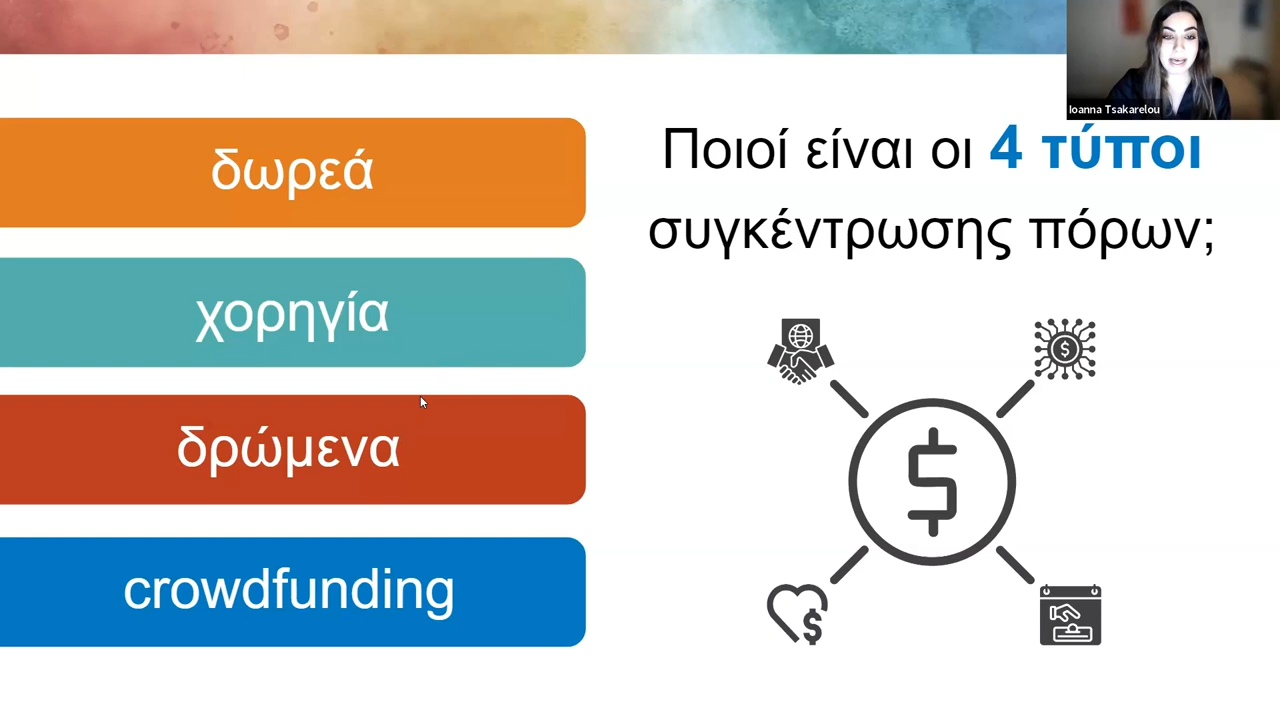 Ioanna Tsakarelou
Ποιοί είναι οι 4 τύποι
συγκέντρωσης πόρων;
δωρεά
χορηγία
δρώμενα
crowdfunding